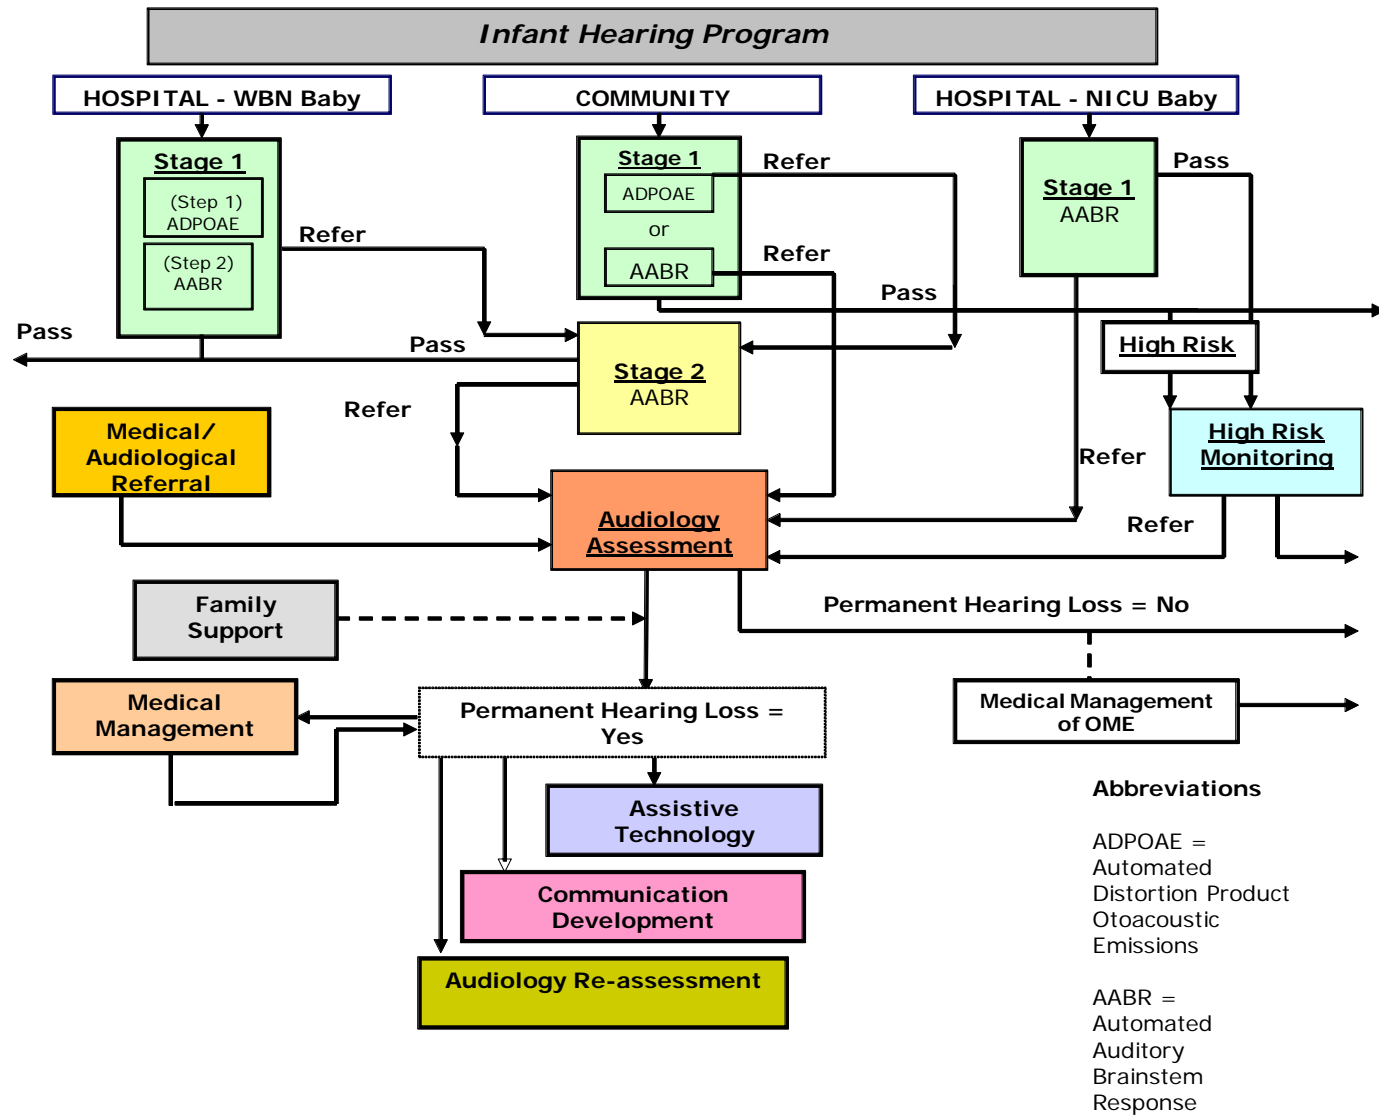 Infant Hearing Program
HOSPITAL - WBN Baby
COMMUNITY
HOSPITAL - NICU Baby
Stage 1
(Step 1)
ADPOAE
(Step 2)
AABR
Refer
Pass
Stage 1
ADPOAE
or
AABR
Refer
Refer
Pass
Stage 1
AABR
Pass
Refer
High Risk
High Risk
Monitoring
Refer
Pass
Stage 2
AABR
Refer
Medical/
Audiological
Referral
Audiology
Assessment
Family
Support
Permanent Hearing Loss = No
Medical
Management
Permanent Hearing Loss =
Yes
Medical Management
of OME
Assistive
Technology
Communication
Development
Audiology Re-assessment
Abbreviations
ADPOAE =
Automated
Distortion Product
Otoacoustic
Emissions
AABR =
Automated
Auditory
Brainstem
Response